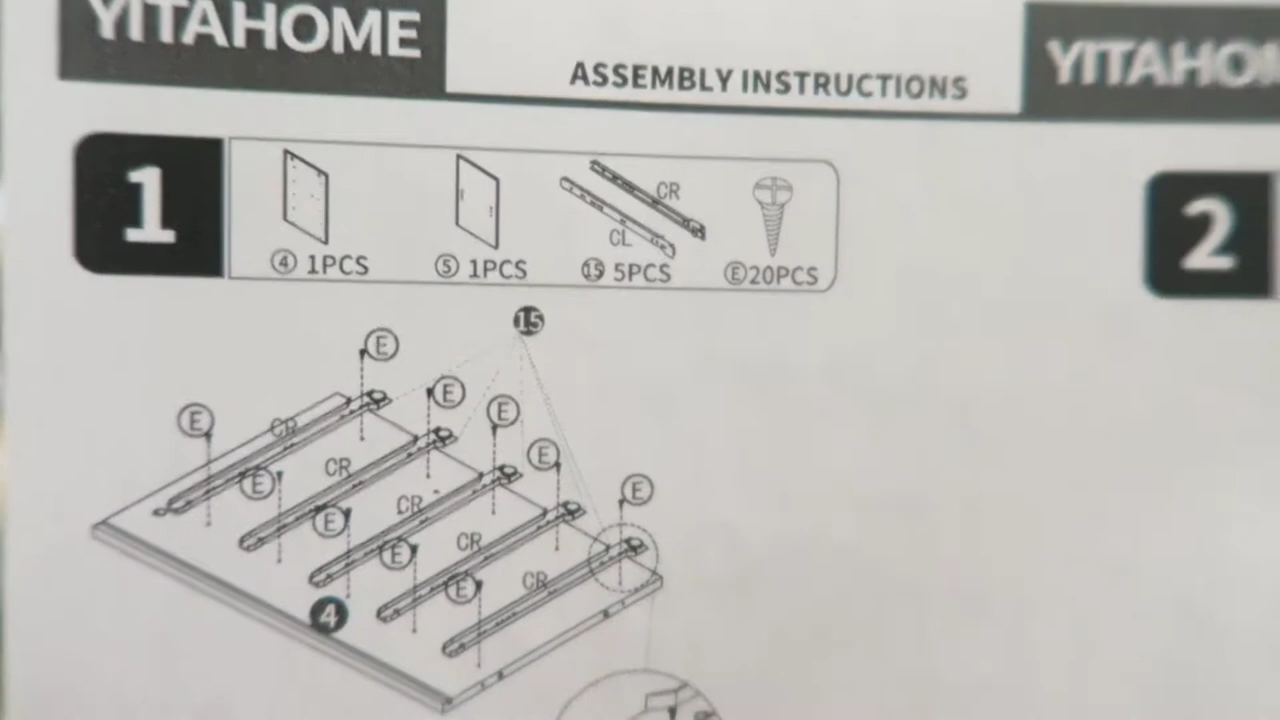 YITAHOME
ASSEMBLY INSTRUCTIONS
1
CR
CL
④ 1PCS
⑤ 1PCS
⑮ 5PCS
Ⓔ20PCS
2
15
E
E
E
E
CR
E
CR
E
E
CR
E
CR
E
E
CR
4